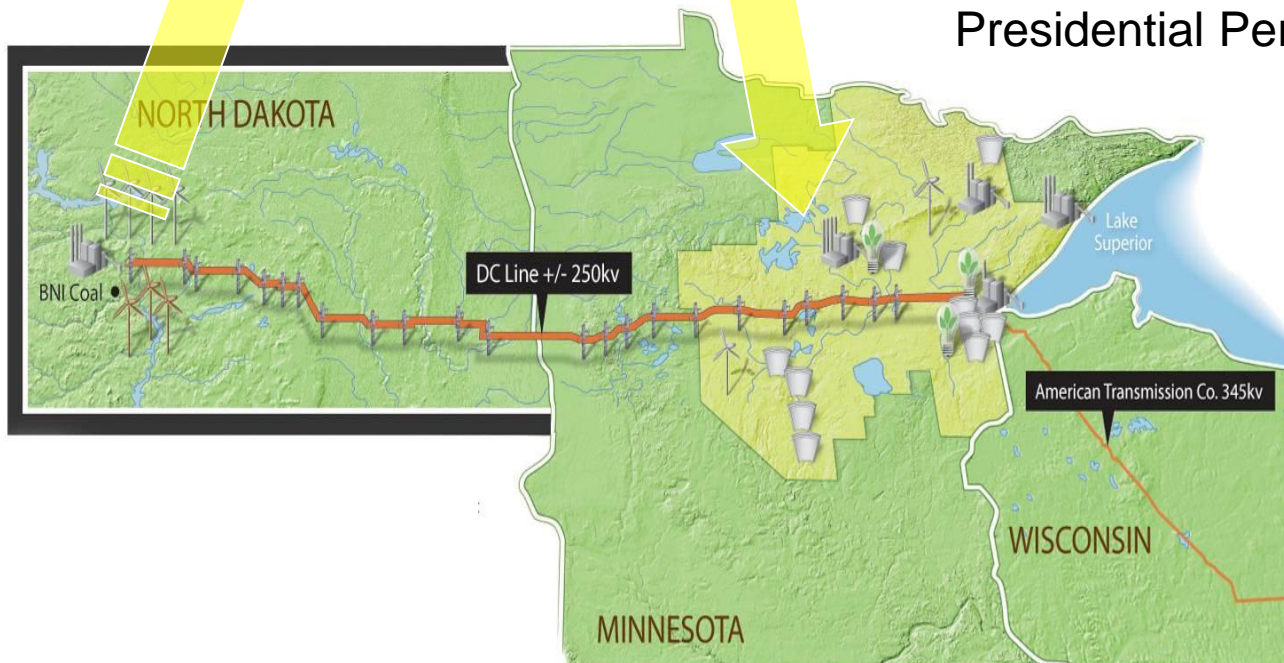 Presidential Per
NORTH DAKOTA
Lake
Superior
DC Line +/- 250kv
BNI Coal
American Transmission Co. 345kv
WISCONSIN
MINNESOTA